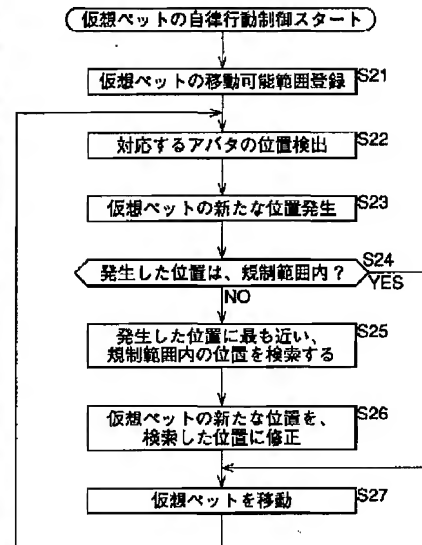 仮想ペットの自律行動制御スタート
仮想ペットの移動可能範囲登録 S21
対応するアバタの位置検出 S22
仮想ペットの新たな位置発生 S23
発生した位置は、規制範囲内? S24
YES
NO
発生した位置に最も近い、 S25
規制範囲内の位置を検索する
仮想ペットの新たな位置を、 S26
検索した位置に修正
仮想ペットを移動 S27